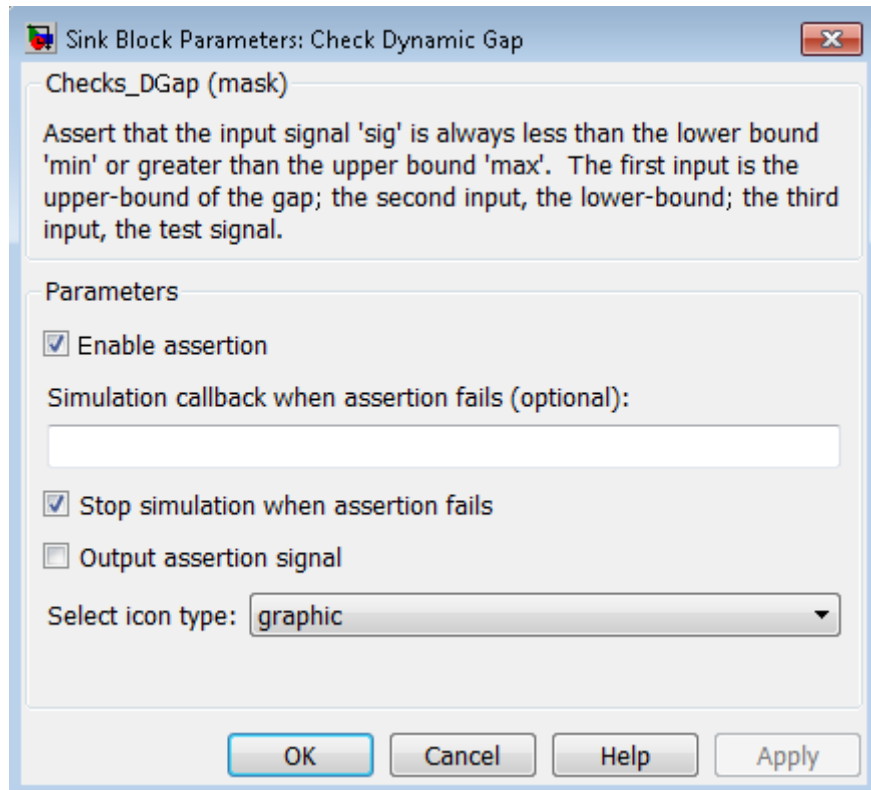 Sink Block Parameters: Check Dynamic Gap
Checks_DGap (mask)
Assert that the input signal 'sig' is always less than the lower bound
'min' or greater than the upper bound 'max'.  The first input is the
upper-bound of the gap; the second input, the lower-bound; the third
input, the test signal.
Parameters
Enable assertion
Simulation callback when assertion fails (optional):
Stop simulation when assertion fails
Output assertion signal
Select icon type: graphic
OK Cancel Help Apply